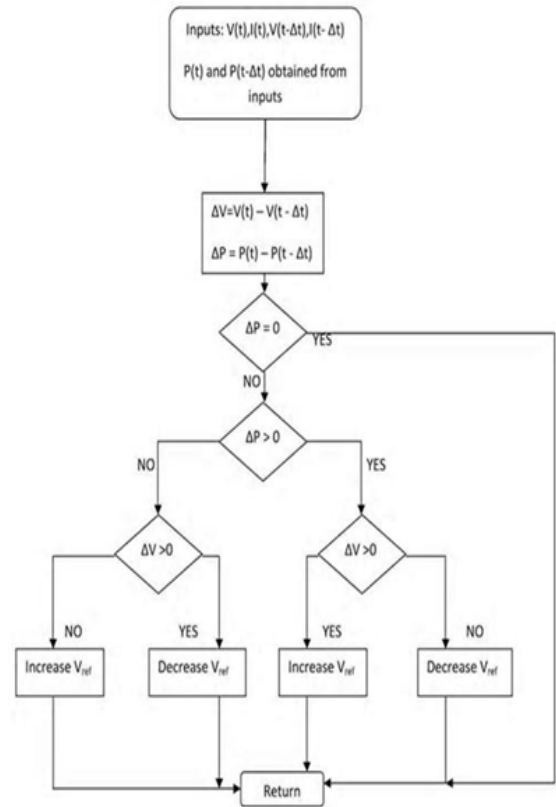 Inputs: V(t),I(t),V(t-Δt),I(t- Δt)
P(t) and P(t-Δt) obtained from
inputs
ΔV=V(t) – V(t - Δt)
ΔP = P(t) – P(t - Δt)
ΔP = 0
YES
NO
ΔP > 0
NO
YES
ΔV >0
ΔV >0
NO
YES
YES
NO
Increase Vref
Decrease Vref
Increase Vref
Decrease Vref
Return